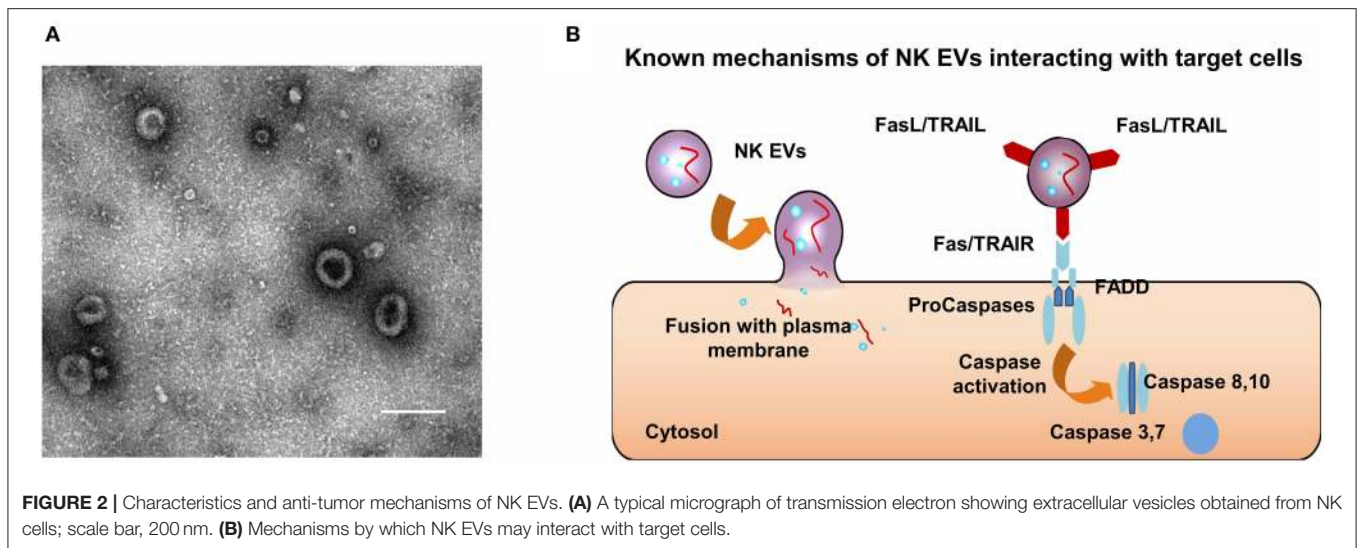 A
B
Known mechanisms of NK EVs interacting with target cells
FasL/TRAIL
FasL/TRAIL
NK EVs
Fas/TRAIR
FADD
ProCaspases
Fusion with plasma
membrane
Caspase
activation
Caspase 8,10
Cytosol
Caspase 3,7
FIGURE 2 | Characteristics and anti-tumor mechanisms of NK EVs. (A) A typical micrograph of transmission electron showing extracellular vesicles obtained from NK
cells; scale bar, 200 nm. (B) Mechanisms by which NK EVs may interact with target cells.